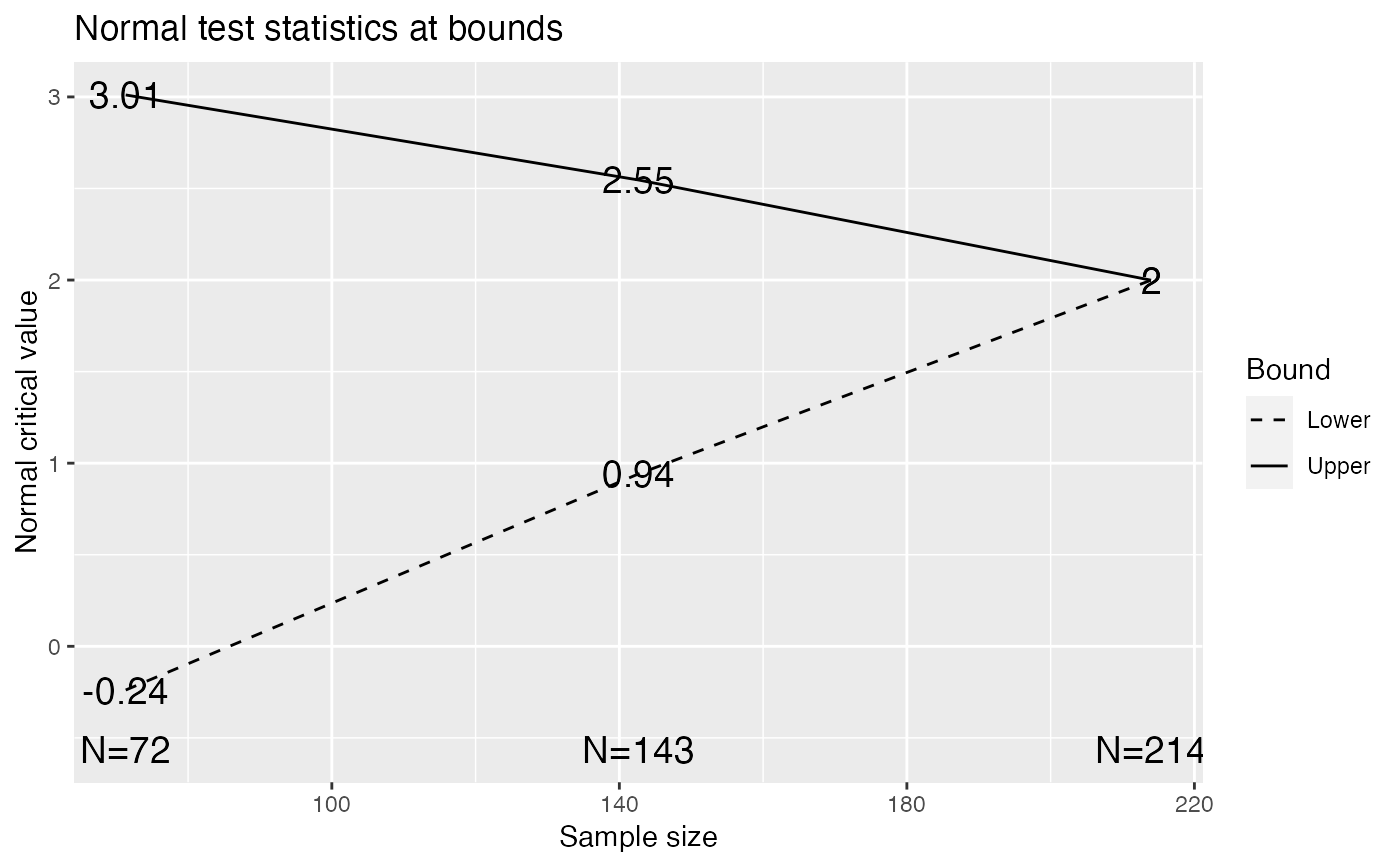 Normal test statistics at bounds
Normal critical value
3
2
1
0
3.01
2.55
2
0.94
-0.24
N=72
N=143
N=214
100
140
180
220
Sample size
Bound
Lower
Upper